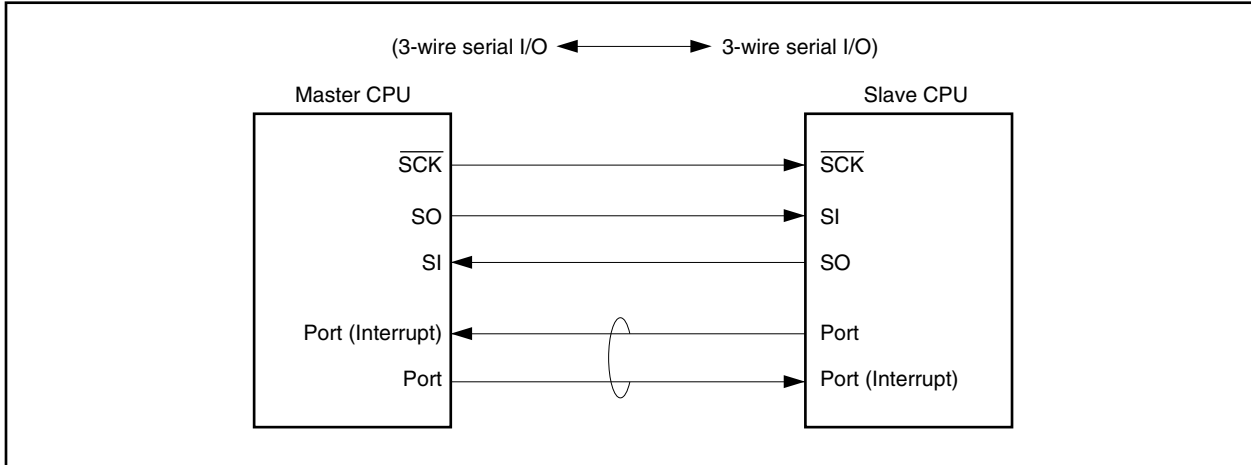 (3-wire serial I/O 3-wire serial I/O)
Master CPU Slave CPU
SCK SCK
SO SI
SI SO
Port (Interrupt) Port
Port Port (Interrupt)